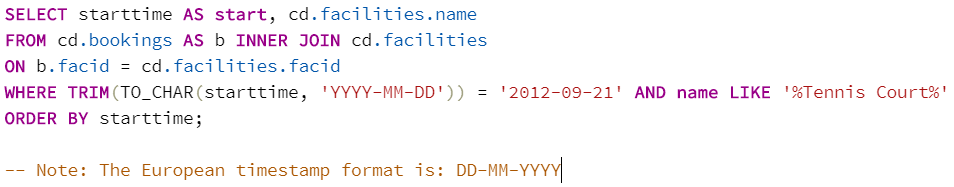 SELECT starttime AS start, cd.facilities.name
FROM cd.bookings AS b INNER JOIN cd.facilities
ON b.facid = cd.facilities.facid
WHERE TRIM(TO_CHAR(starttime, 'YYYY-MM-DD')) = '2012-09-21' AND name LIKE '%Tennis Court%'
ORDER BY starttime;
-- Note: The European timestamp format is: DD-MM-YYYY